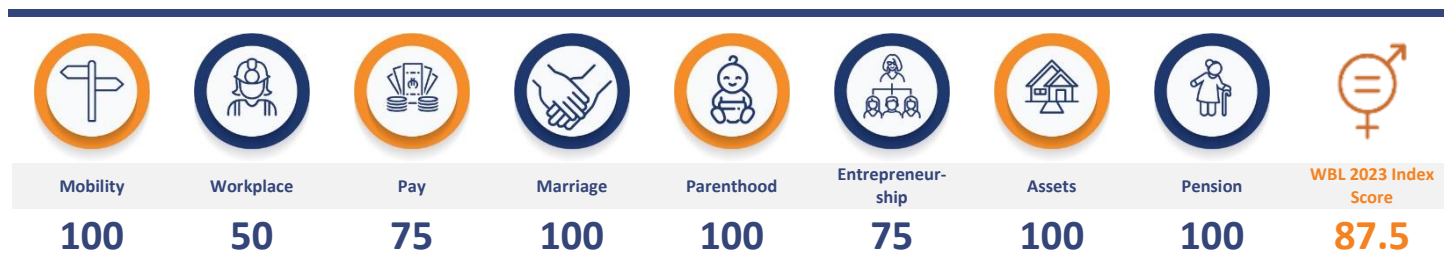 Mobility Workplace Pay Marriage Parenthood Entrepreneur-
ship Assets Pension WBL 2023 Index
Score
100 50 75 100 100 75 100 100 87.5